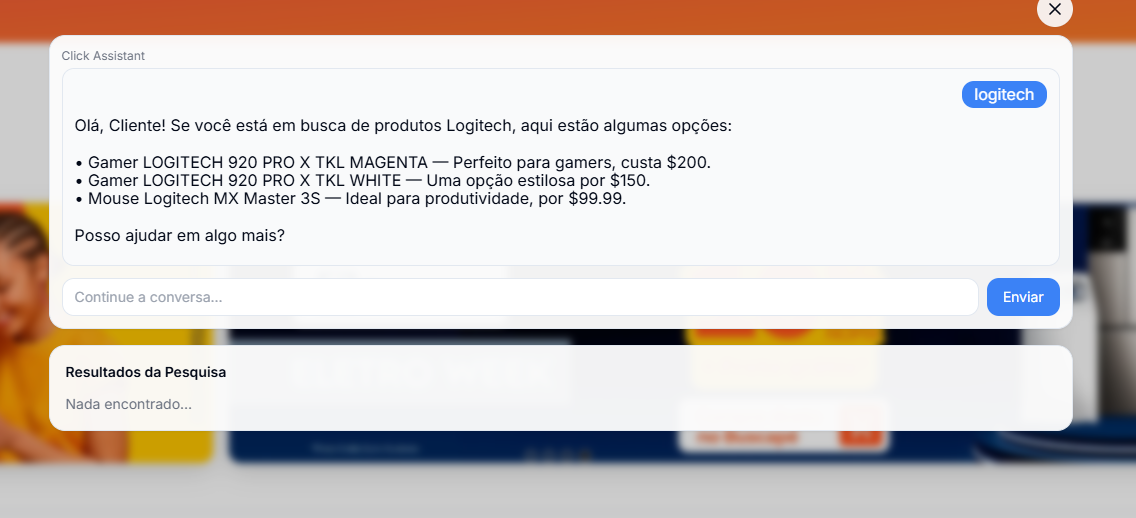 Click Assistant
logitech
Olá, Cliente! Se você está em busca de produtos Logitech, aqui estão algumas opções:
• Gamer LOGITECH 920 PRO X TKL MAGENTA — Perfeito para gamers, custa $200.
• Gamer LOGITECH 920 PRO X TKL WHITE — Uma opção estilosa por $150.
• Mouse Logitech MX Master 3S — Ideal para produtividade, por $99.99.
Posso ajudar em algo mais?
Continue a conversa...
Enviar
Resultados da Pesquisa
Nada encontrado...